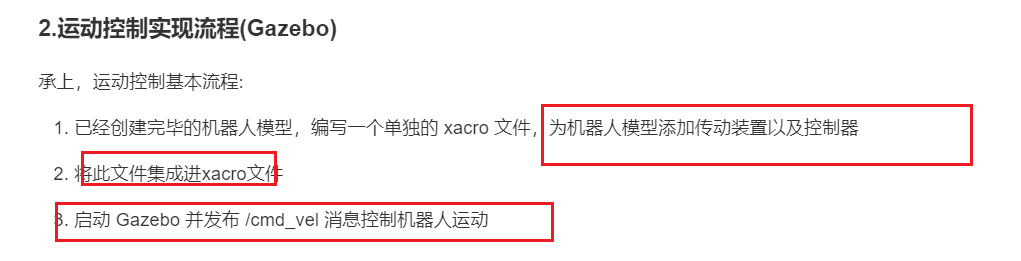 2.运动控制实现流程(Gazebo)
承上，运动控制基本流程:
1. 已经创建完毕的机器人模型，编写一个单独的 xacro 文件，为机器人模型添加传动装置以及控制器
2. 将此文件集成进xacro文件
3. 启动 Gazebo 并发布 /cmd_vel 消息控制机器人运动